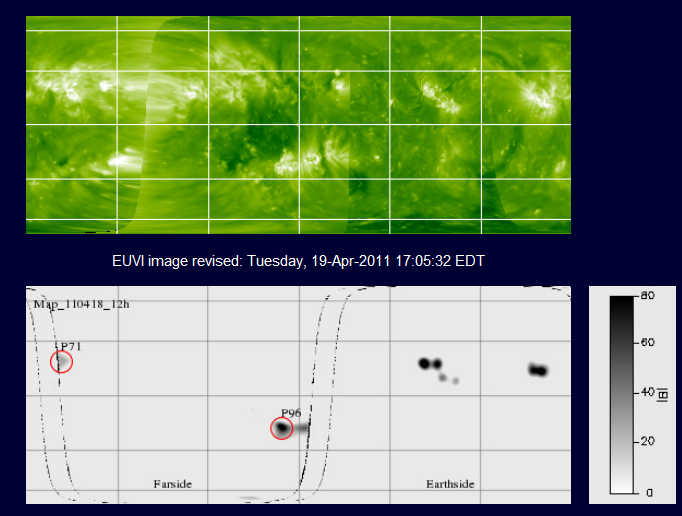 EUVI image revised: Tuesday, 19-Apr-2011 17:05:32 EDT
Map_110418_12h
P71
P96
Farside
Earthside
80
60
40
20
0
|B|